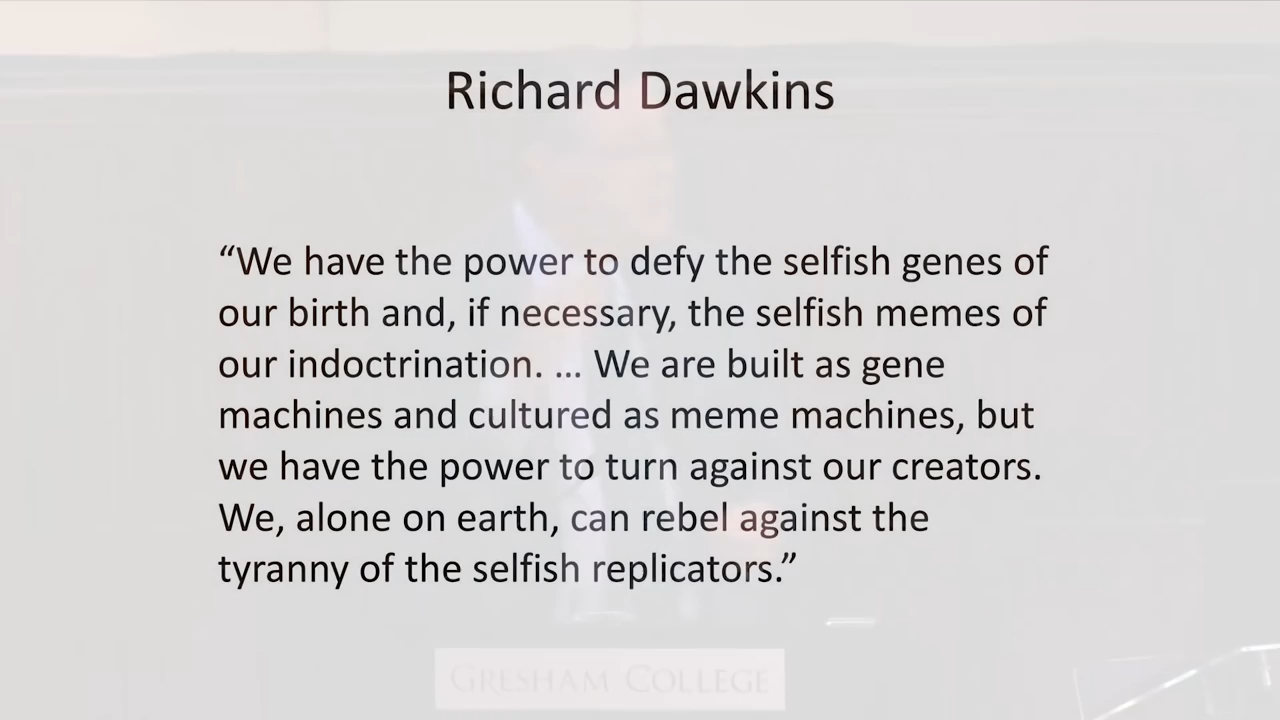 Richard Dawkins
“We have the power to defy the selfish genes of
our birth and, if necessary, the selfish memes of
our indoctrination. … We are built as gene
machines and cultured as meme machines, but
we have the power to turn against our creators.
We, alone on earth, can rebel against the
tyranny of the selfish replicators.”
GRESHAM COLLEGE